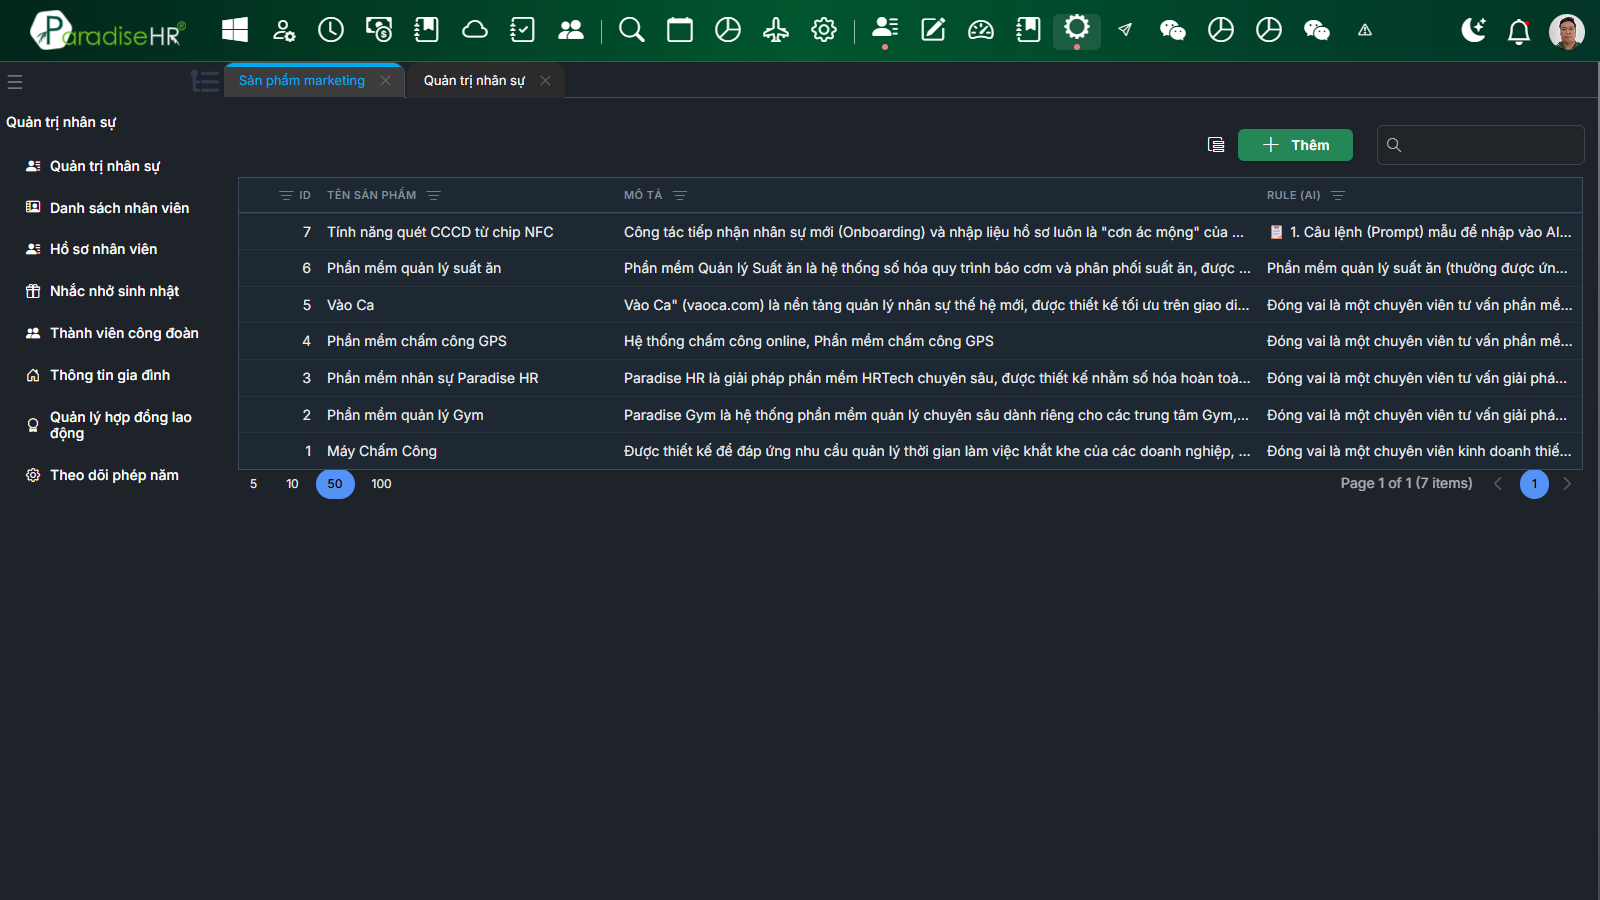 ParadiseHR®
Sản phẩm marketing
Quản trị nhân sự
Quản trị nhân sự
Quản trị nhân sự
Danh sách nhân viên
Hồ sơ nhân viên
Nhắc nhở sinh nhật
Thành viên công đoàn
Thông tin gia đình
Quản lý hợp đồng lao
động
Theo dõi phép năm
Thêm
ID TÊN SẢN PHẨM MÔ TẢ RULE (AI)
7 Tính năng quét CCCD từ chip NFC Công tác tiếp nhận nhân sự mới (Onboarding) và nhập liệu hồ sơ luôn là "cơn ác mộng" của ... 1. Câu lệnh (Prompt) mẫu để nhập vào AI...
6 Phần mềm quản lý suất ăn Phần mềm Quản lý Suất ăn là hệ thống số hóa quy trình báo cơm và phân phối suất ăn, được ... Phần mềm quản lý suất ăn (thường được ứn...
5 Vào Ca Vào Ca" (vaoca.com) là nền tảng quản lý nhân sự thế hệ mới, được thiết kế tối ưu trên giao di... Đóng vai là một chuyên viên tư vấn phần mề...
4 Phần mềm chấm công GPS Hệ thống chấm công online, Phần mềm chấm công GPS Đóng vai là một chuyên viên tư vấn phần mề...
3 Phần mềm nhân sự Paradise HR Paradise HR là giải pháp phần mềm HRTech chuyên sâu, được thiết kế nhằm số hóa hoàn toà... Đóng vai là một chuyên viên tư vấn giải phá...
2 Phần mềm quản lý Gym Paradise Gym là hệ thống phần mềm quản lý chuyên sâu dành riêng cho các trung tâm Gym,... Đóng vai là một chuyên viên tư vấn giải phá...
1 Máy Chấm Công Được thiết kế để đáp ứng nhu cầu quản lý thời gian làm việc khắt khe của các doanh nghiệp, ... Đóng vai là một chuyên viên kinh doanh thiế...
5 10 50 100 Page 1 of 1 (7 items) 1